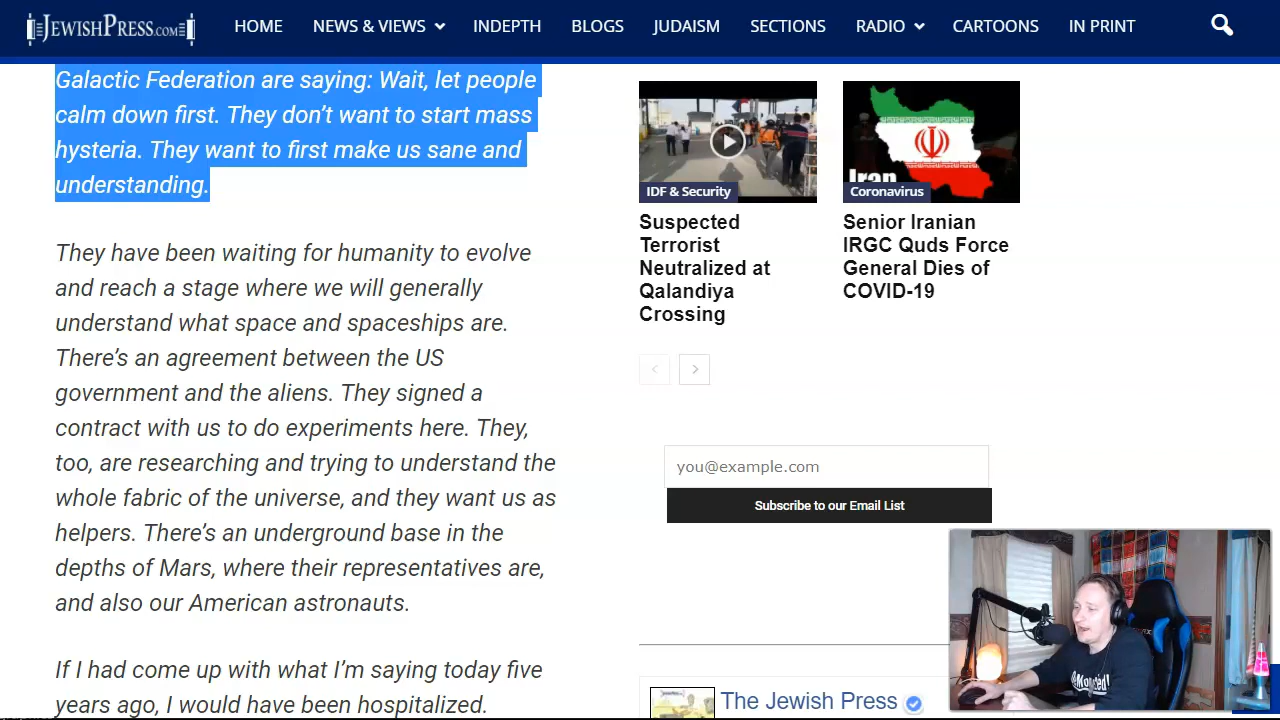 JEWISHPRESS.COM
HOME
NEWS & VIEWS
INDEPTH
BLOGS
JUDAISM
SECTIONS
RADIO
CARTOONS
IN PRINT
Galactic Federation are saying: Wait, let people
calm down first. They don’t want to start mass
hysteria. They want to first make us sane and
understanding.
They have been waiting for humanity to evolve
and reach a stage where we will generally
understand what space and spaceships are.
There’s an agreement between the US
government and the aliens. They signed a
contract with us to do experiments here. They,
too, are researching and trying to understand the
whole fabric of the universe, and they want us as
helpers. There’s an underground base in the
depths of Mars, where their representatives are,
and also our American astronauts.
If I had come up with what I’m saying today five
years ago, I would have been hospitalized.
IDF & Security
Suspected
Terrorist
Neutralized at
Qalandiya
Crossing
Iran
Coronavirus
Senior Iranian
IRGC Quds Force
General Dies of
COVID-19
you@example.com
Subscribe to our Email List
The Jewish Press